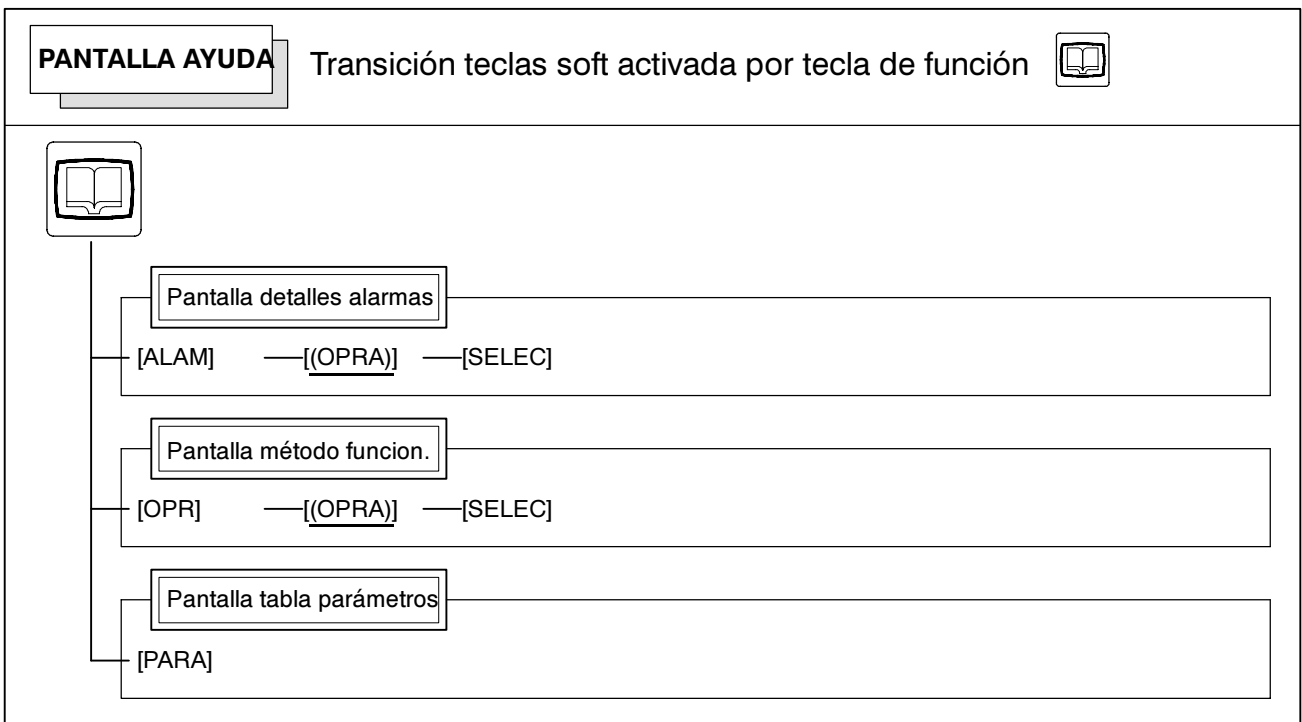 PANTALLA AYUDA
Transición teclas soft activada por tecla de función
Pantalla detalles alarmas
[ALAM] [(OPRA)] [SELEC]
Pantalla método funcion.
[OPR] [(OPRA)] [SELEC]
Pantalla tabla parámetros
[PARA]